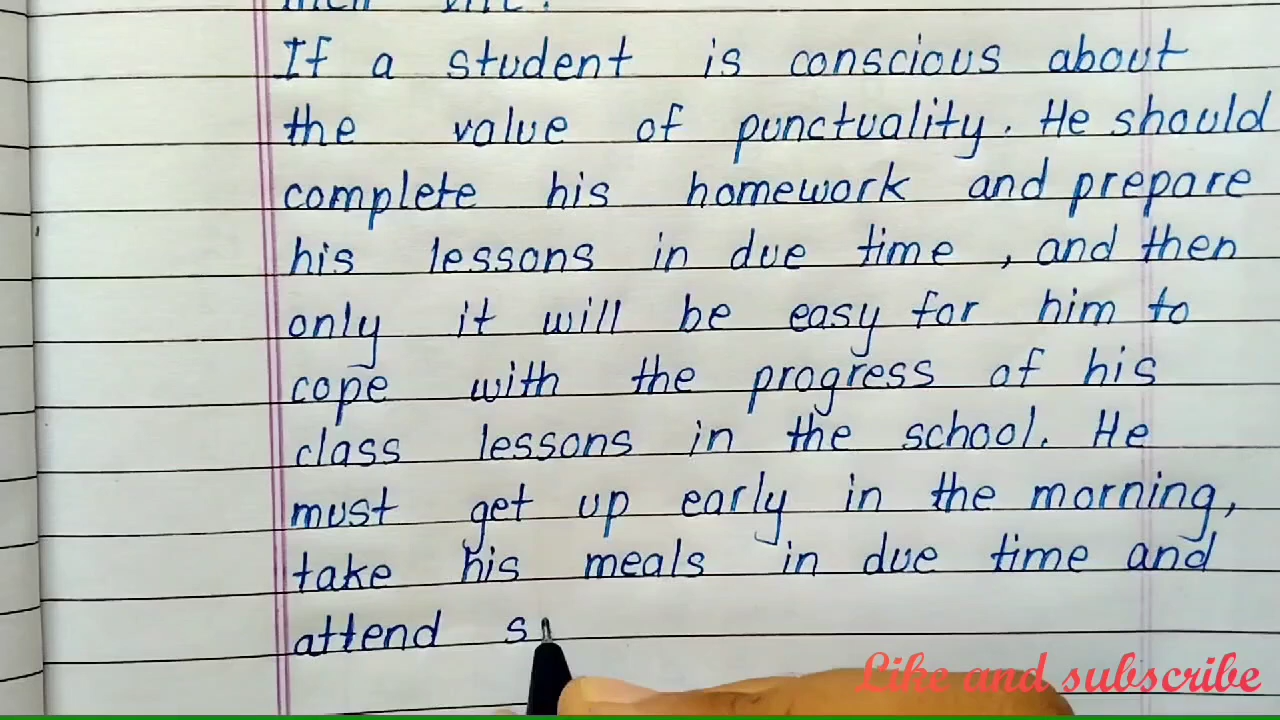 If a student is conscious about
the value of punctuality. He should
complete his homework and prepare
his lessons in due time , and then
only it will be easy for him to
cope with the progress of his
class lessons in the school. He
must get up early in the morning,
take his meals in due time and
attend s
Like and subscribe